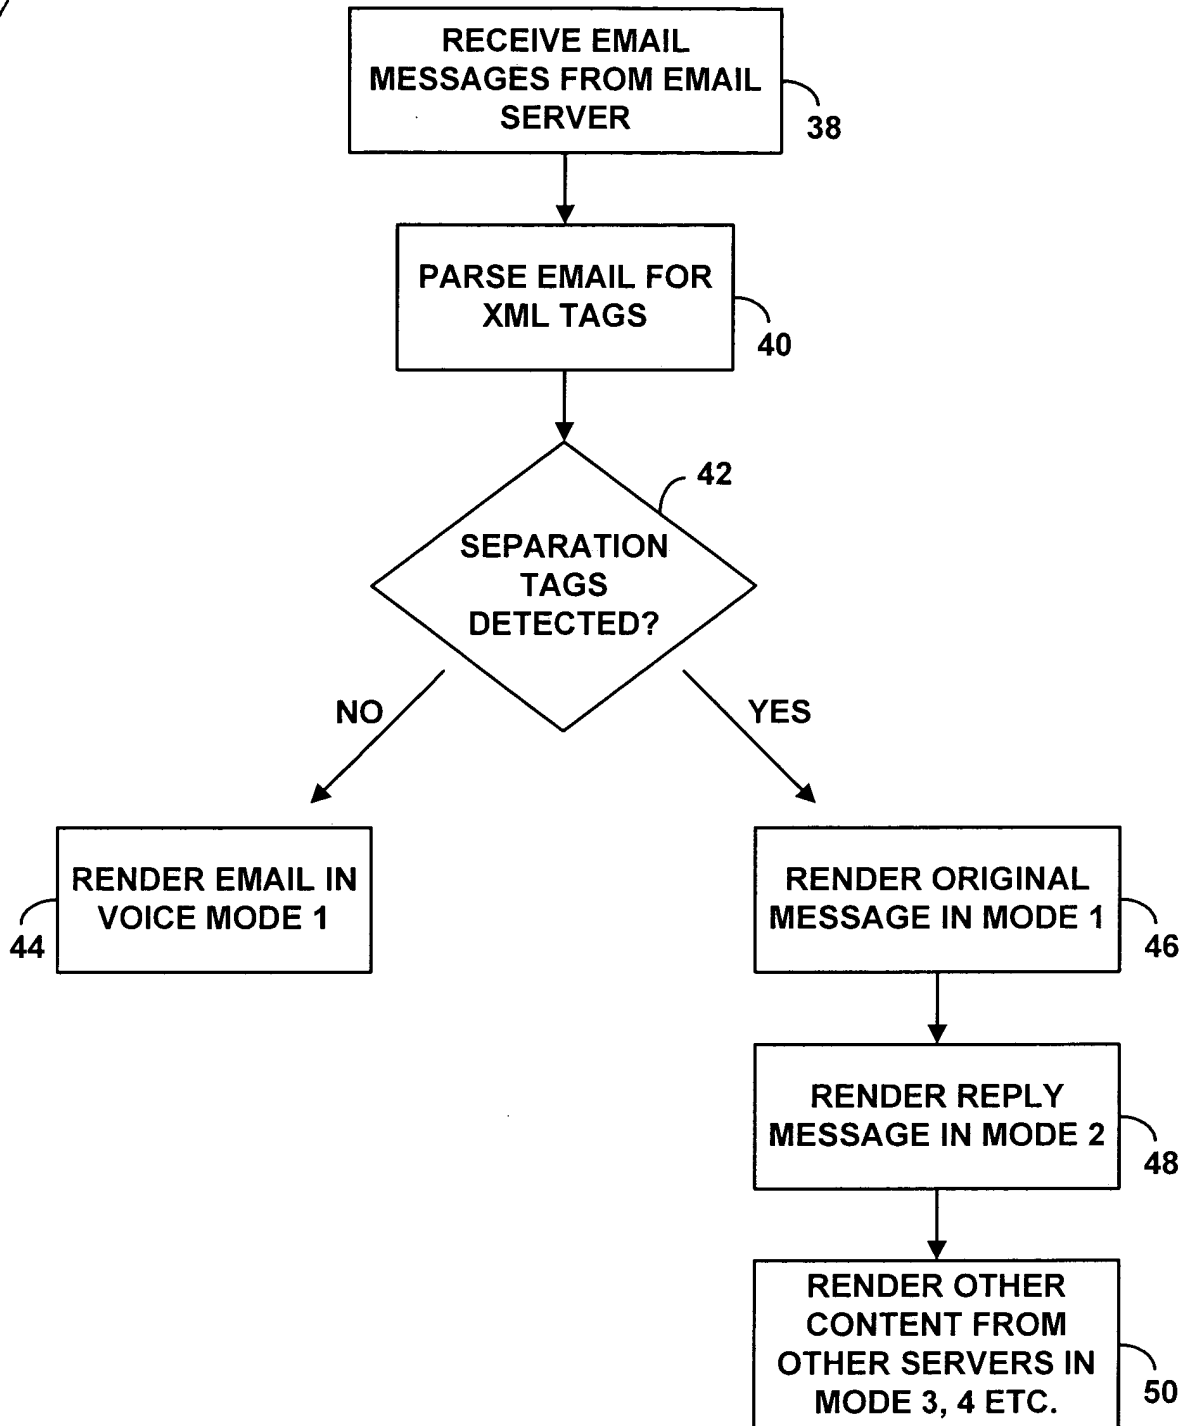 RECEIVE EMAIL
MESSAGES FROM EMAIL
SERVER
38
PARSE EMAIL FOR
XML TAGS
40
42
SEPARATION
TAGS
DETECTED?
NO
YES
RENDER EMAIL IN
VOICE MODE 1
44
RENDER ORIGINAL
MESSAGE IN MODE 1
46
RENDER REPLY
MESSAGE IN MODE 2
48
RENDER OTHER
CONTENT FROM
OTHER SERVERS IN
MODE 3, 4 ETC.
50